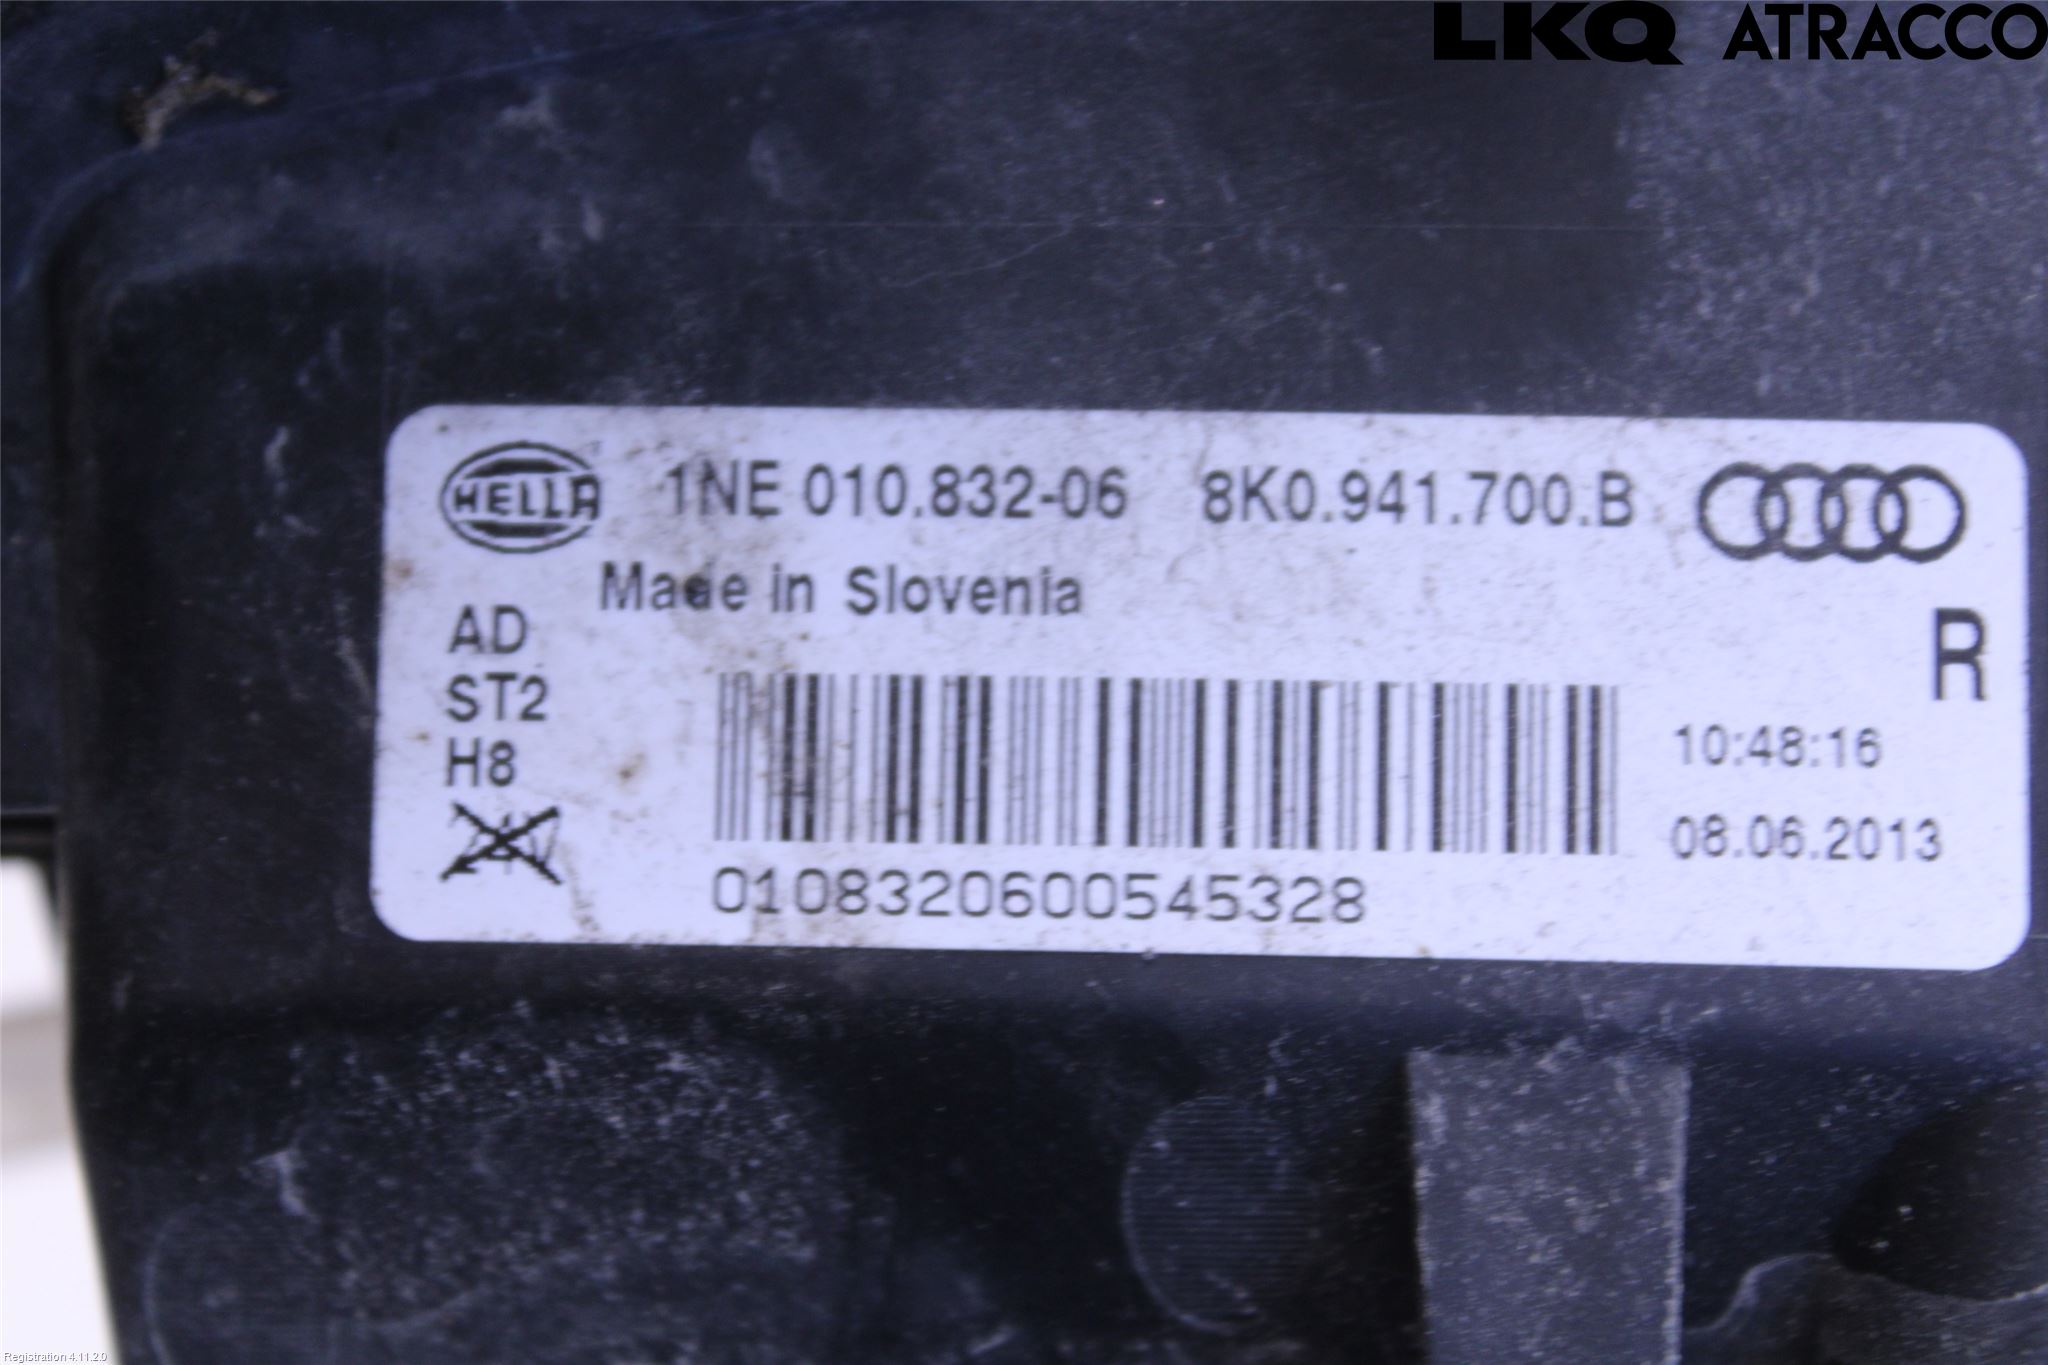 LKQ ATRACCO
HELLA 1NE 010.832-06 8K0.941.700.B
Made in Slovenia
AD
R
ST2
H8
10:48:16
24V
08.06.2013
0108320600545328
Registration 4.11.2.0